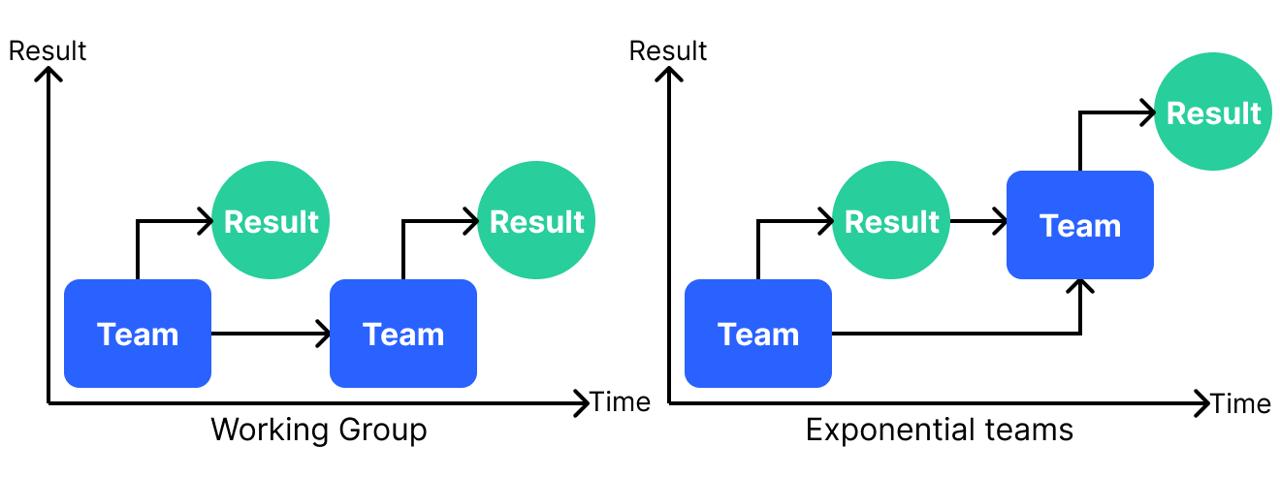 Result
Result
Result
Result
Team
Team
Time
Working Group
Result
Result
Team
Team
Time
Exponential teams